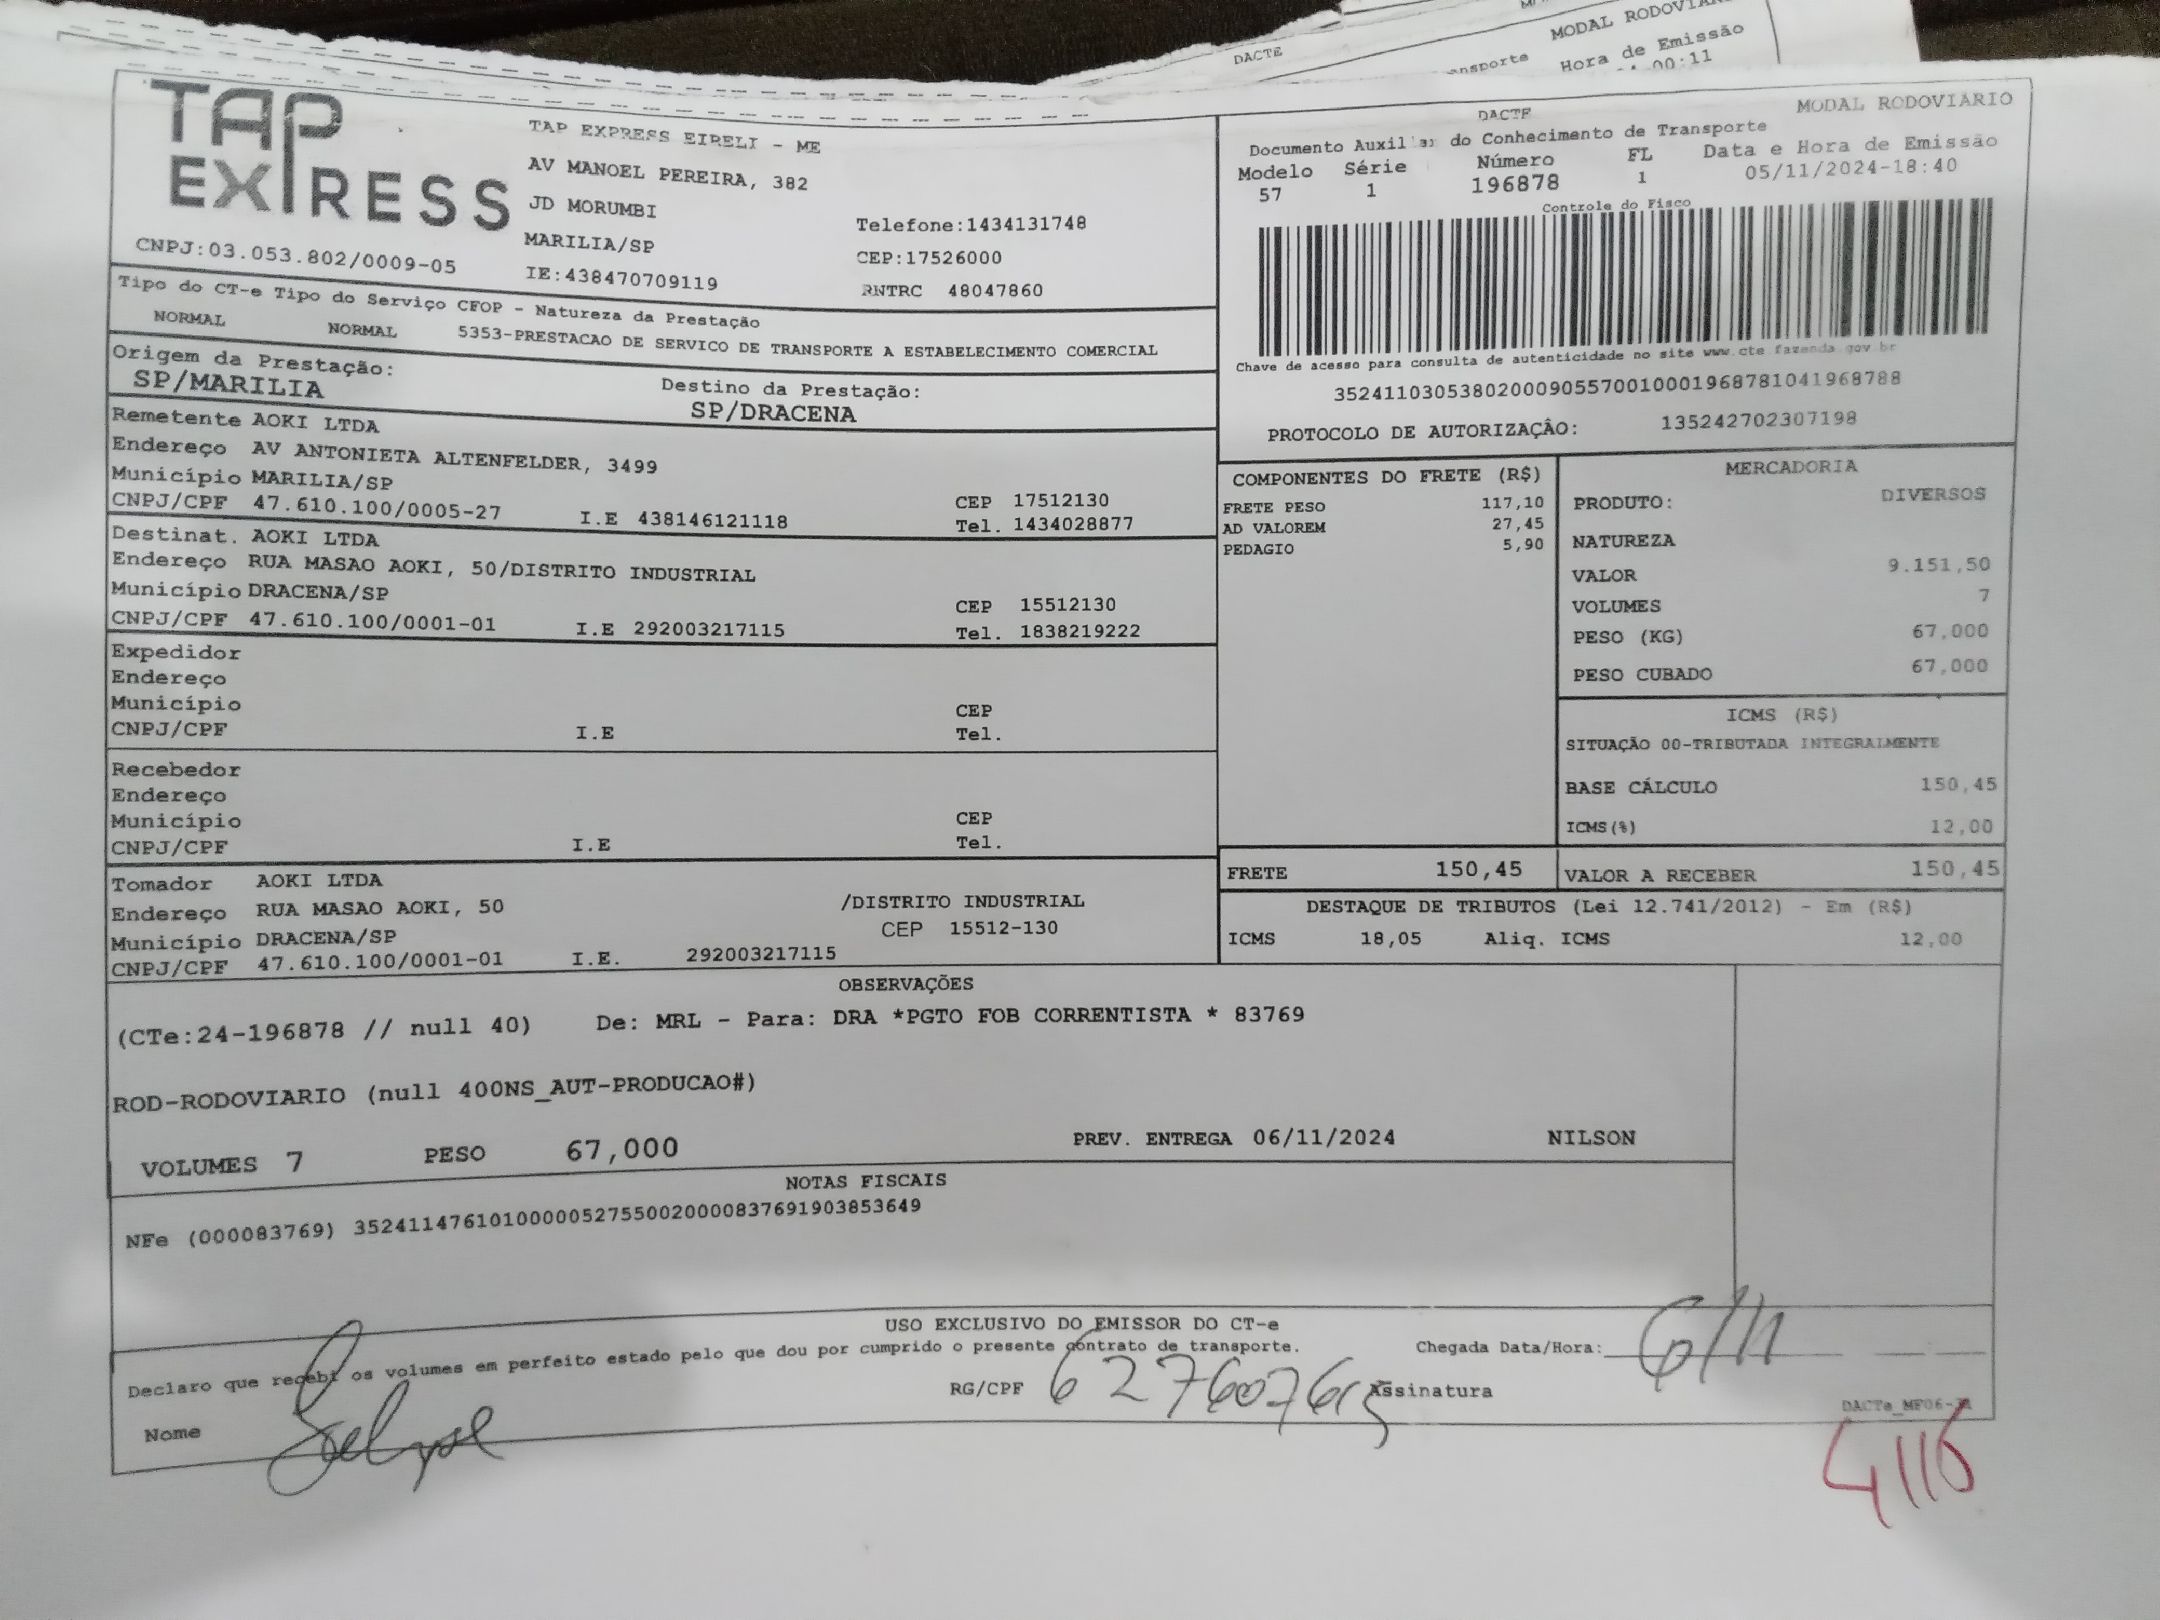 DACTE
MODAL RODOVIA
ansporte
Hora de Emissão
00:11
TAP
EXPRESS
CNPJ:03.053.802/0009-05
TAP EXPRESS EIRELI - ME
AV MANOEL PEREIRA, 382
JD MORUMBI
MARILIA/SP
IE:438470709119
Telefone:1434131748
CEP:17526000
RNTRC 48047860
DACTE
MODAL RODOVIARIO
Documento Auxiliar do Conhecimento de Transporte
Modelo Série Número FL Data e Hora de Emissão
57 1 196878 1 05/11/2024-18:40
Controle do Fisco
Chave de acesso para consulta de autenticidade no site www.cte fazenda.gov br
35241103053802000905570010001968781041968788
PROTOCOLO DE AUTORIZAÇÃO: 135242702307198
Tipo do CT-e Tipo do Serviço CFOP - Natureza da Prestação
NORMAL NORMAL 5353-PRESTACAO DE SERVICO DE TRANSPORTE A ESTABELECIMENTO COMERCIAL
Origem da Prestação: Destino da Prestação:
SP/MARILIA SP/DRACENA
Remetente AOKI LTDA
Endereço AV ANTONIETA ALTENFELDER, 3499
Município MARILIA/SP CEP 17512130
CNPJ/CPF 47.610.100/0005-27 I.E 438146121118 Tel. 1434028877
Destinat. AOKI LTDA
Endereço RUA MASAO AOKI, 50/DISTRITO INDUSTRIAL
Município DRACENA/SP CEP 15512130
CNPJ/CPF 47.610.100/0001-01 I.E 292003217115 Tel. 1838219222
Expedidor
Endereço
Município CEP
CNPJ/CPF I.E Tel.
Recebedor
Endereço
Município CEP
CNPJ/CPF I.E Tel.
Tomador AOKI LTDA
Endereço RUA MASAO AOKI, 50 /DISTRITO INDUSTRIAL
Município DRACENA/SP CEP 15512-130
CNPJ/CPF 47.610.100/0001-01 I.E. 292003217115
COMPONENTES DO FRETE (R$)
FRETE PESO 117,10
AD VALOREM 27,45
PEDAGIO 5,90
MERCADORIA
PRODUTO: DIVERSOS
NATUREZA
VALOR 9.151,50
VOLUMES 7
PESO (KG) 67,000
PESO CUBADO 67,000
ICMS (R$)
SITUAÇÃO 00-TRIBUTADA INTEGRALMENTE
BASE CÁLCULO 150,45
ICMS(%) 12,00
FRETE 150,45 VALOR A RECEBER 150,45
DESTAQUE DE TRIBUTOS (Lei 12.741/2012) - Em (R$)
ICMS 18,05 Aliq. ICMS 12,00
OBSERVAÇÕES
(CTe:24-196878 // null 40) De: MRL - Para: DRA *PGTO FOB CORRENTISTA * 83769
ROD-RODOVIARIO (null 400NS_AUT-PRODUCAO#)
VOLUMES 7 PESO 67,000 PREV. ENTREGA 06/11/2024 NILSON
NOTAS FISCAIS
NFe (000083769) 35241147610100000527550020000837691903853649
USO EXCLUSIVO DO EMISSOR DO CT-e
Declaro que recebi os volumes em perfeito estado pelo que dou por cumprido o presente contrato de transporte. Chegada Data/Hora: 6/11
Nome Felype RG/CPF Assinatura
DACTe_MF06-
4116